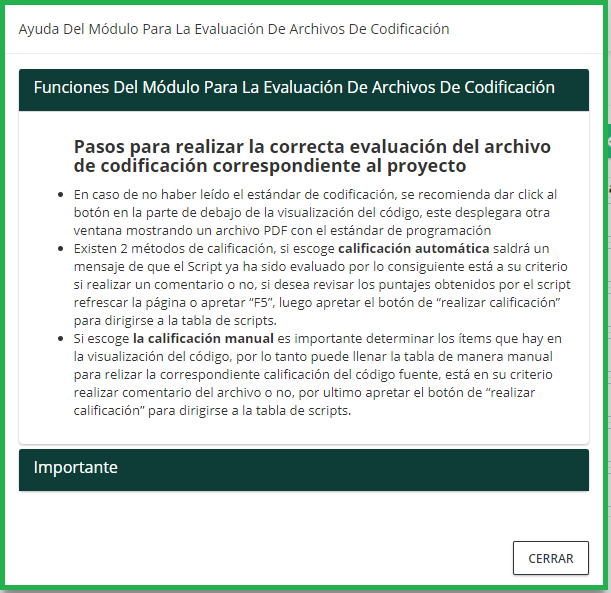 Ayuda Del Módulo Para La Evaluación De Archivos De Codificación
Funciones Del Módulo Para La Evaluación De Archivos De Codificación
Pasos para realizar la correcta evaluación del archivo
de codificación correspondiente al proyecto
En caso de no haber leído el estándar de codificación, se recomienda dar click al
botón en la parte de debajo de la visualización del código, este desplegara otra
ventana mostrando un archivo PDF con el estándar de programación
Existen 2 métodos de calificación, si escoge calificación automática saldrá un
mensaje de que el Script ya ha sido evaluado por lo consiguiente está a su criterio
si realizar un comentario o no, si desea revisar los puntajes obtenidos por el script
refrescar la página o apretar “F5”, luego apretar el botón de “realizar calificación”
para dirigirse a la tabla de scripts.
Si escoge la calificación manual es importante determinar los ítems que hay en
la visualización del código, por lo tanto puede llenar la tabla de manera manual
para relizar la correspondiente calificación del código fuente, está en su criterio
realizar comentario del archivo o no, por ultimo apretar el botón de “realizar
calificación” para dirigirse a la tabla de scripts.
Importante
CERRAR